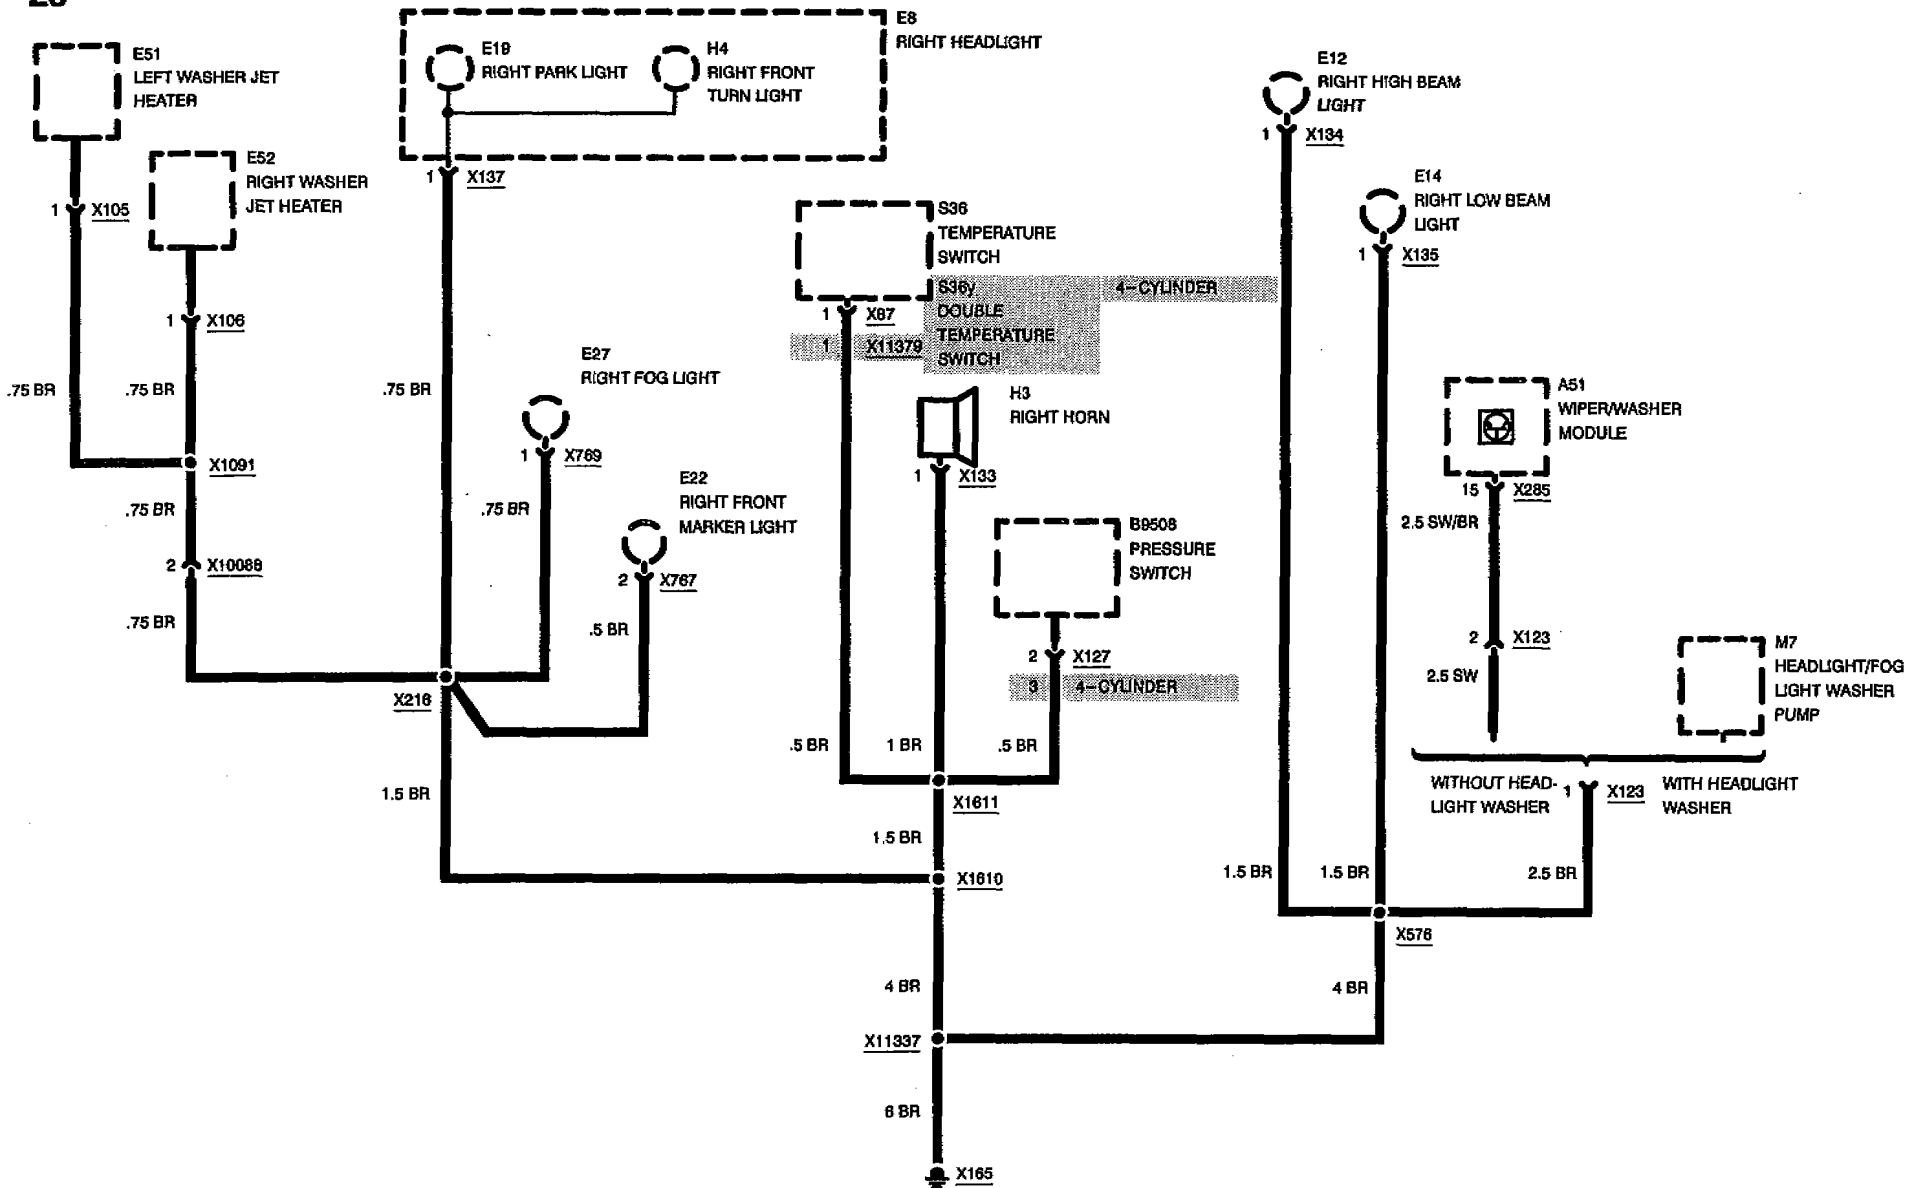 E51
LEFT WASHER JET
HEATER
E52
RIGHT WASHER
JET HEATER
1 X105
1 X106
.75 BR
.75 BR
X1091
.75 BR
2 X10088
.75 BR
E8
RIGHT HEADLIGHT
E19
RIGHT PARK LIGHT
H4
RIGHT FRONT
TURN LIGHT
1 X137
.75 BR
E27
RIGHT FOG LIGHT
1 X769
.75 BR
E22
RIGHT FRONT
MARKER LIGHT
2 X767
.5 BR
X216
1.5 BR
S36
TEMPERATURE
SWITCH
S36y
DOUBLE
TEMPERATURE
SWITCH
4-CYLINDER
1 X87
1 X11379
H3
RIGHT HORN
1 X133
B9508
PRESSURE
SWITCH
2 X127
3 4-CYLINDER
.5 BR
1 BR
.5 BR
X1611
1.5 BR
X1610
4 BR
X11337
6 BR
X165
E12
RIGHT HIGH BEAM
LIGHT
1 X134
E14
RIGHT LOW BEAM
LIGHT
1 X135
A51
WIPER/WASHER
MODULE
15 X285
2.5 SW/BR
2 X123
2.5 SW
M7
HEADLIGHT/FOG
LIGHT WASHER
PUMP
WITHOUT HEAD-
LIGHT WASHER
1 X123
WITH HEADLIGHT
WASHER
1.5 BR
1.5 BR
2.5 BR
X576
4 BR